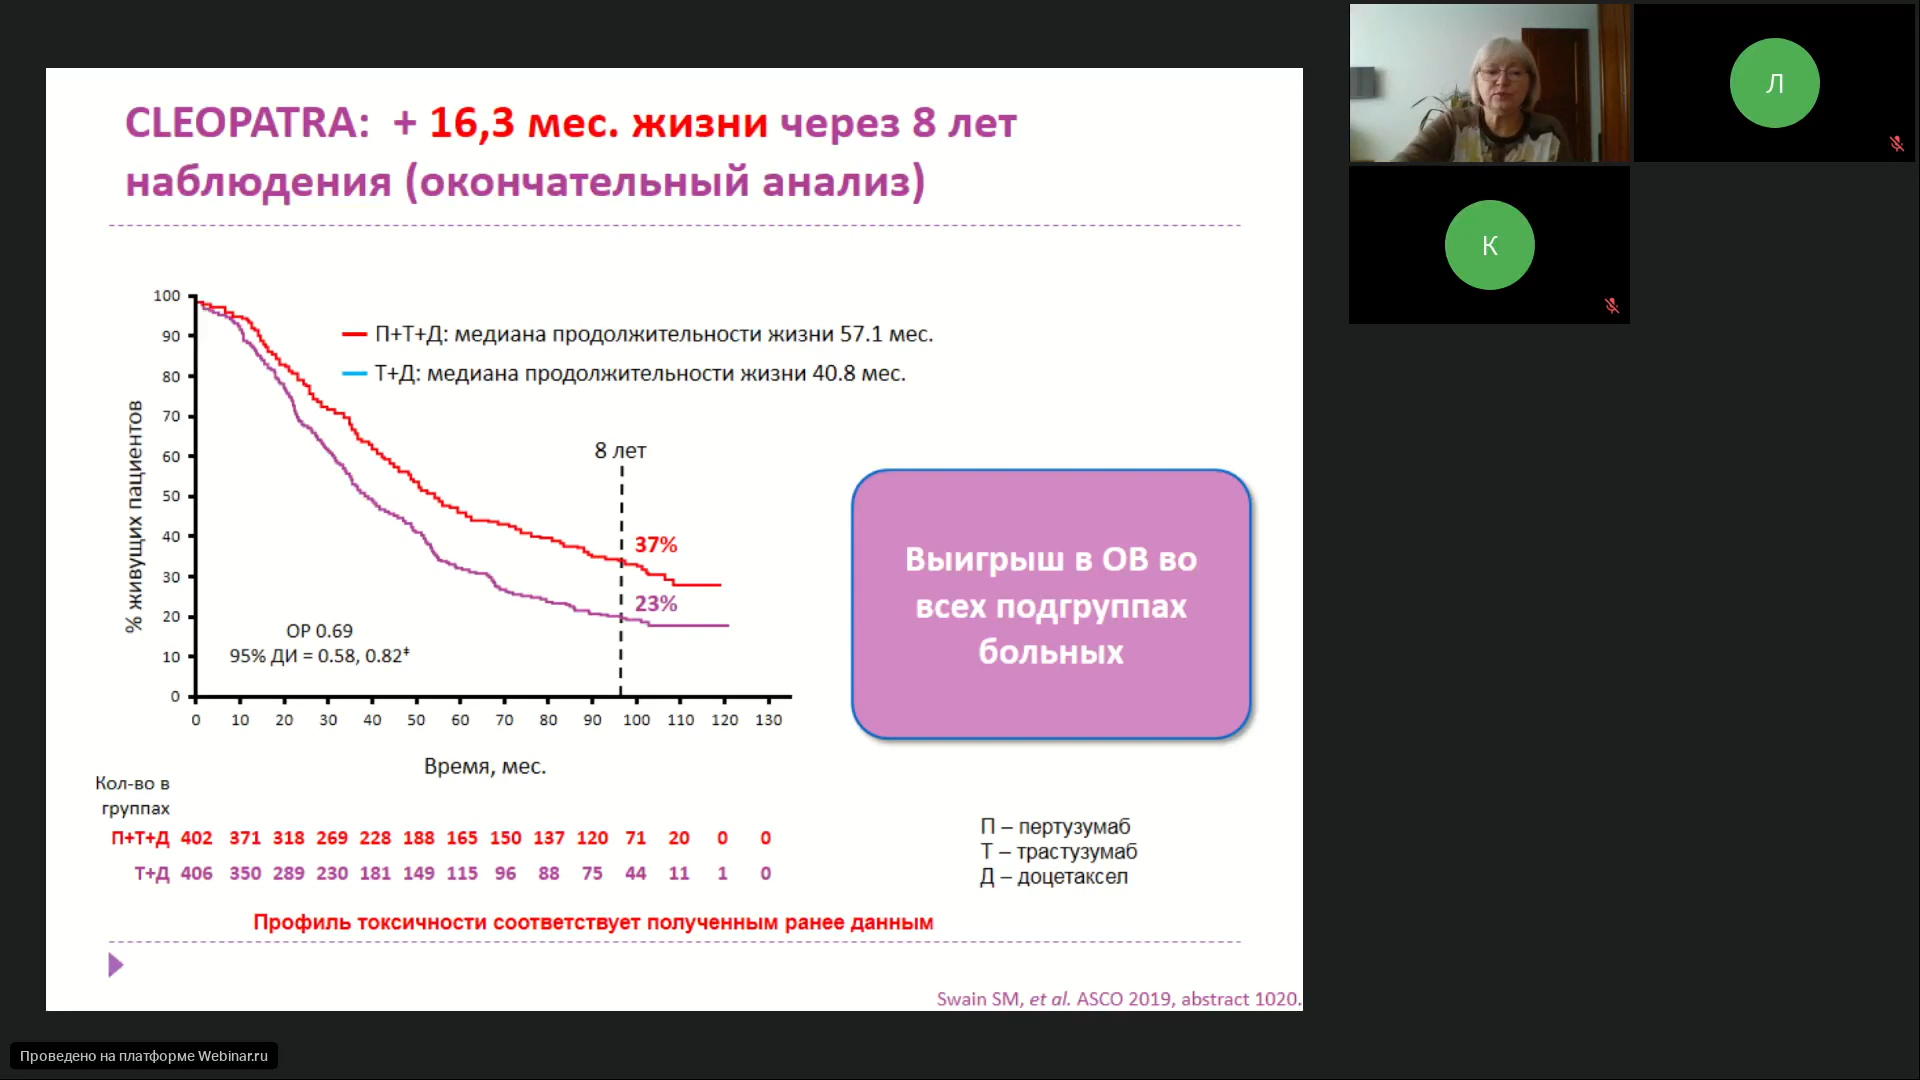 CLEOPATRA: + 16,3 мес. жизни через 8 лет
наблюдения (окончательный анализ)
П+Т+Д: медиана продолжительности жизни 57.1 мес.
Т+Д: медиана продолжительности жизни 40.8 мес.
% живущих пациентов
100
90
80
70
60
50
40
30
20
10
0
8 лет
37%
23%
ОР 0.69
95% ДИ = 0.58, 0.82‡
0 10 20 30 40 50 60 70 80 90 100 110 120 130
Время, мес.
Выигрыш в ОВ во
всех подгруппах
больных
Кол-во в
группах
П+Т+Д 402 371 318 269 228 188 165 150 137 120 71 20 0 0
Т+Д 406 350 289 230 181 149 115 96 88 75 44 11 1 0
П – пертузумаб
Т – трастузумаб
Д – доцетаксел
Профиль токсичности соответствует полученным ранее данным
Swain SM, et al. ASCO 2019, abstract 1020.
Л
К
Проведено на платформе Webinar.ru